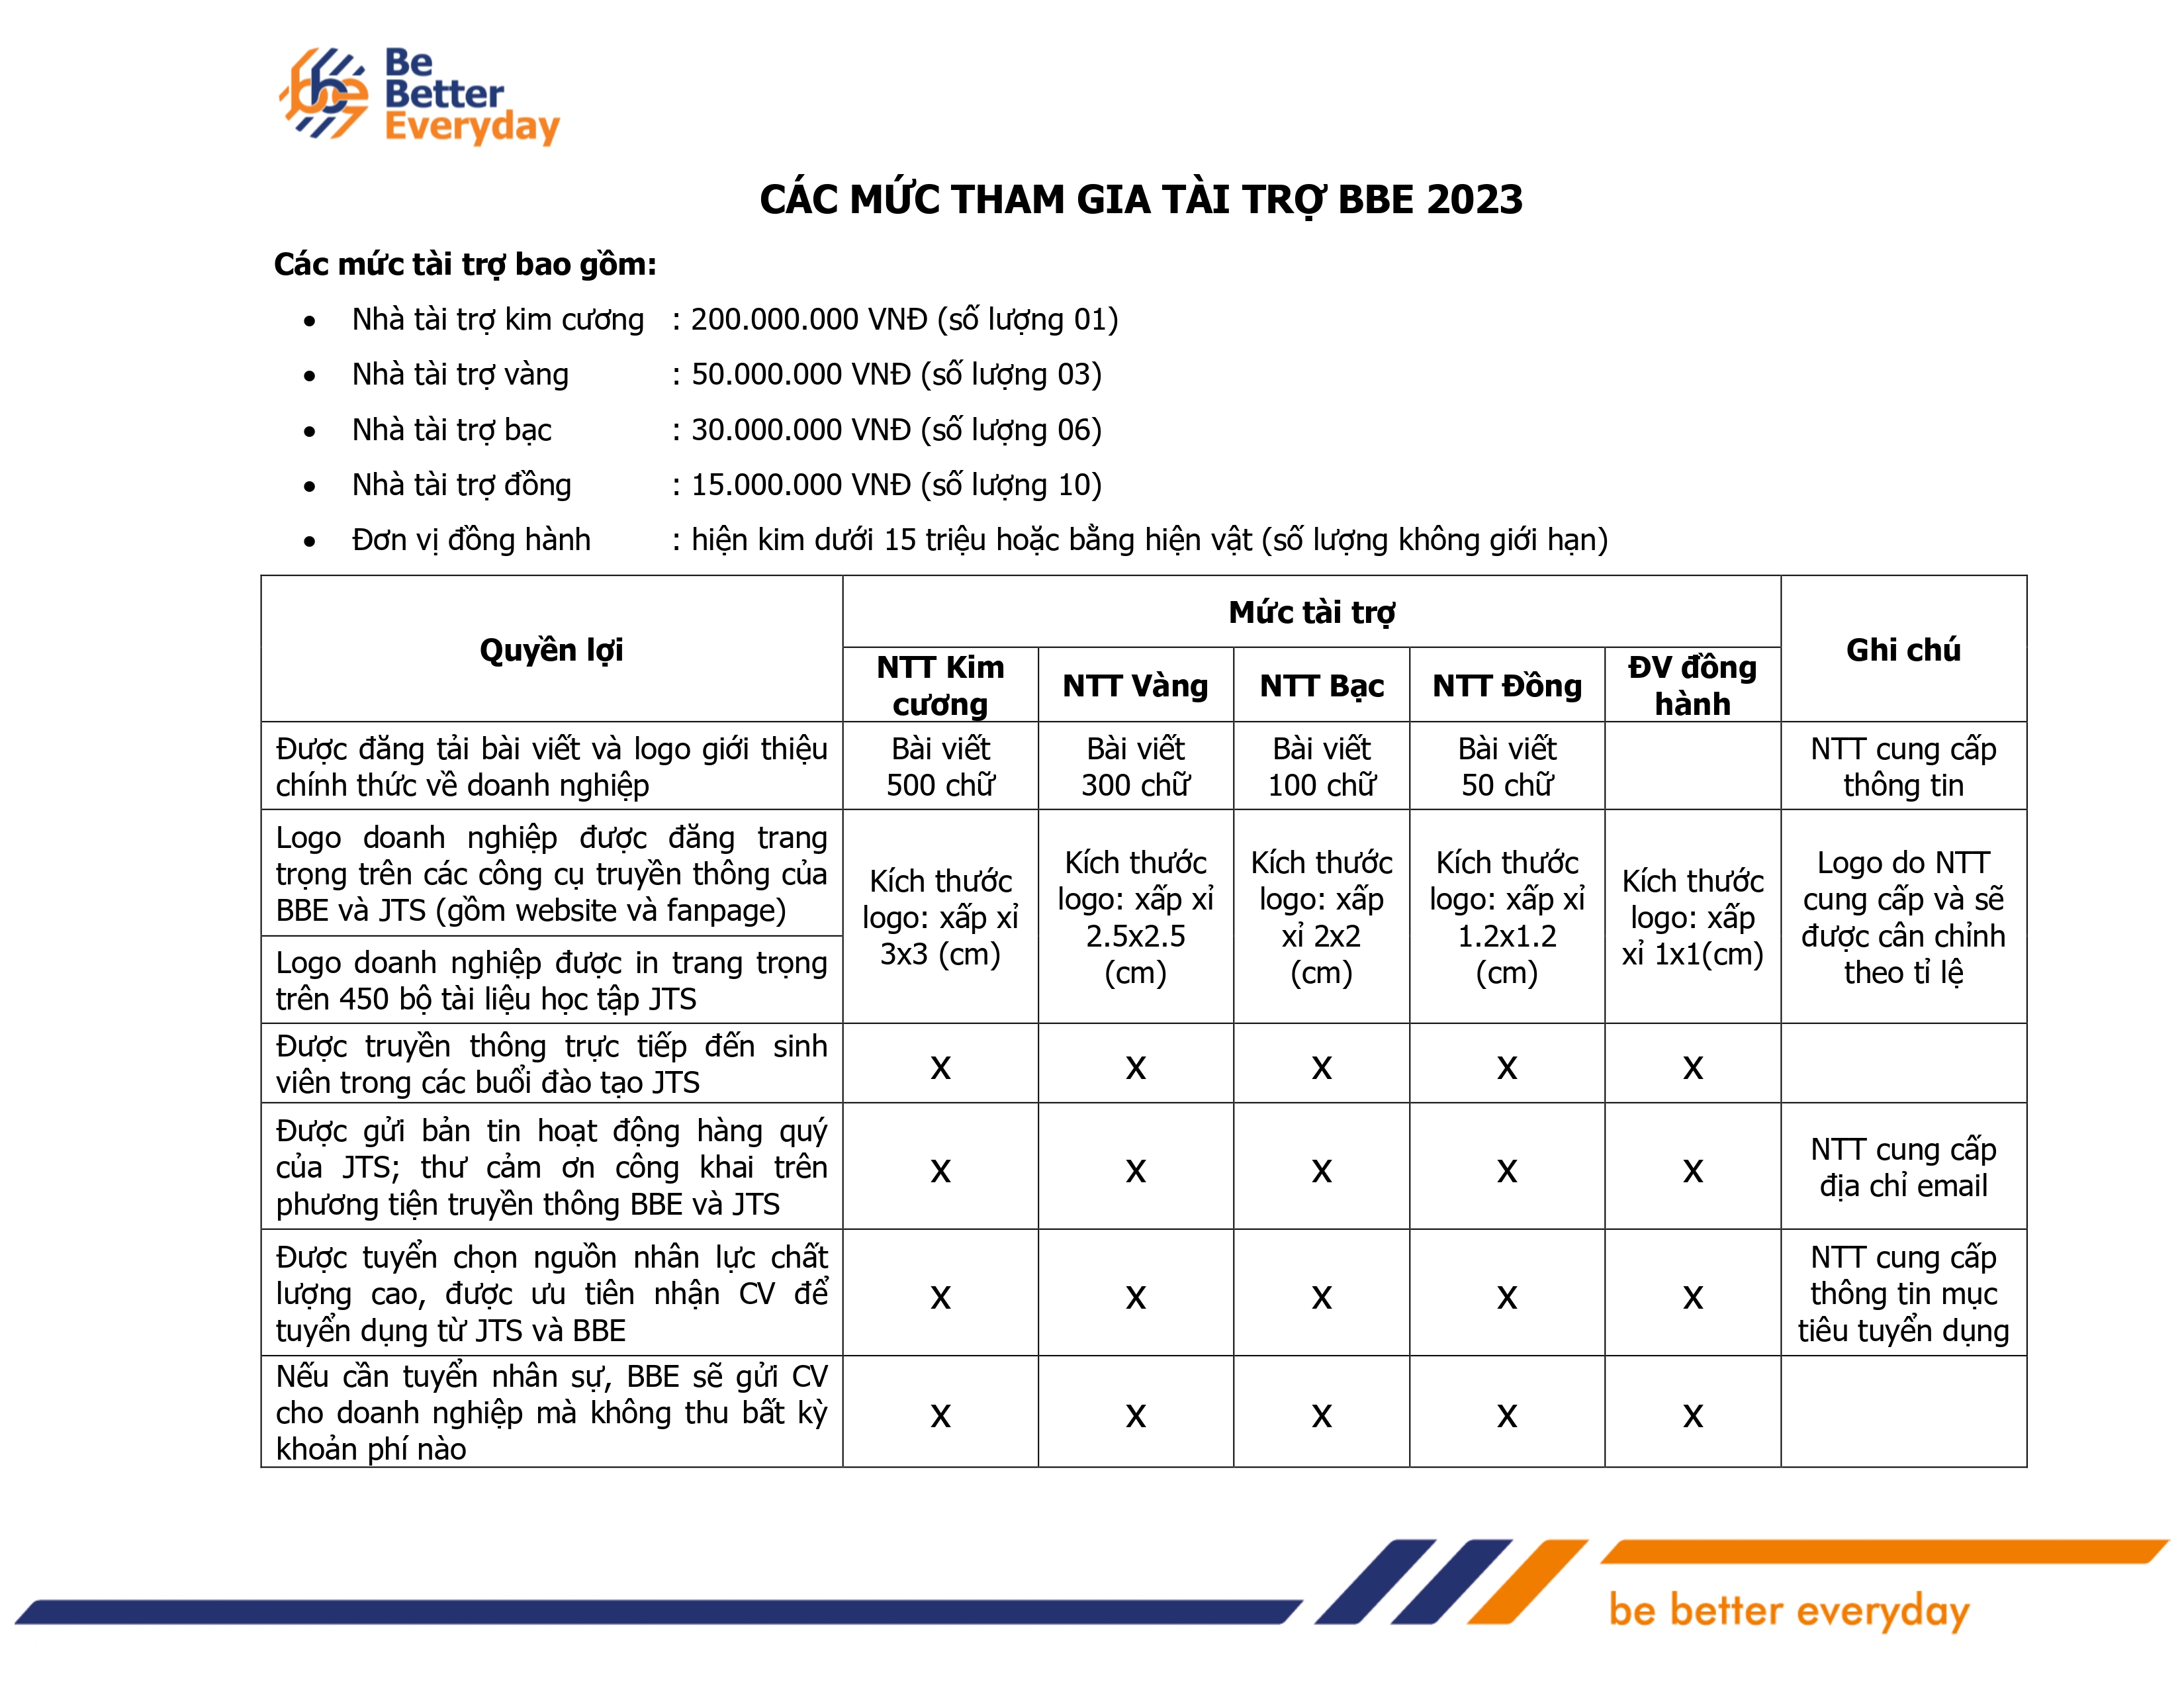 Be
Better
Everyday
CÁC MỨC THAM GIA TÀI TRỢ BBE 2023
Các mức tài trợ bao gồm:
• Nhà tài trợ kim cương : 200.000.000 VNĐ (số lượng 01)
• Nhà tài trợ vàng : 50.000.000 VNĐ (số lượng 03)
• Nhà tài trợ bạc : 30.000.000 VNĐ (số lượng 06)
• Nhà tài trợ đồng : 15.000.000 VNĐ (số lượng 10)
• Đơn vị đồng hành : hiện kim dưới 15 triệu hoặc bằng hiện vật (số lượng không giới hạn)
Quyền lợi
Mức tài trợ
Ghi chú
NTT Kim
cương
NTT Vàng
NTT Bạc
NTT Đồng
ĐV đồng
hành
Được đăng tải bài viết và logo giới thiệu
chính thức về doanh nghiệp
Bài viết
500 chữ
Bài viết
300 chữ
Bài viết
100 chữ
Bài viết
50 chữ
NTT cung cấp
thông tin
Logo doanh nghiệp được đăng trang
trọng trên các công cụ truyền thông của
BBE và JTS (gồm website và fanpage)
Logo doanh nghiệp được in trang trọng
trên 450 bộ tài liệu học tập JTS
Kích thước
logo: xấp xỉ
3x3 (cm)
Kích thước
logo: xấp xỉ
2.5x2.5
(cm)
Kích thước
logo: xấp
xỉ 2x2
(cm)
Kích thước
logo: xấp xỉ
1.2x1.2
(cm)
Kích thước
logo: xấp
xỉ 1x1(cm)
Logo do NTT
cung cấp và sẽ
được cân chỉnh
theo tỉ lệ
Được truyền thông trực tiếp đến sinh
viên trong các buổi đào tạo JTS
x x x x x
Được gửi bản tin hoạt động hàng quý
của JTS; thư cảm ơn công khai trên
phương tiện truyền thông BBE và JTS
x x x x x
NTT cung cấp
địa chỉ email
Được tuyển chọn nguồn nhân lực chất
lượng cao, được ưu tiên nhận CV để
tuyển dụng từ JTS và BBE
x x x x x
NTT cung cấp
thông tin mục
tiêu tuyển dụng
Nếu cần tuyển nhân sự, BBE sẽ gửi CV
cho doanh nghiệp mà không thu bất kỳ
khoản phí nào
x x x x x
be better everyday